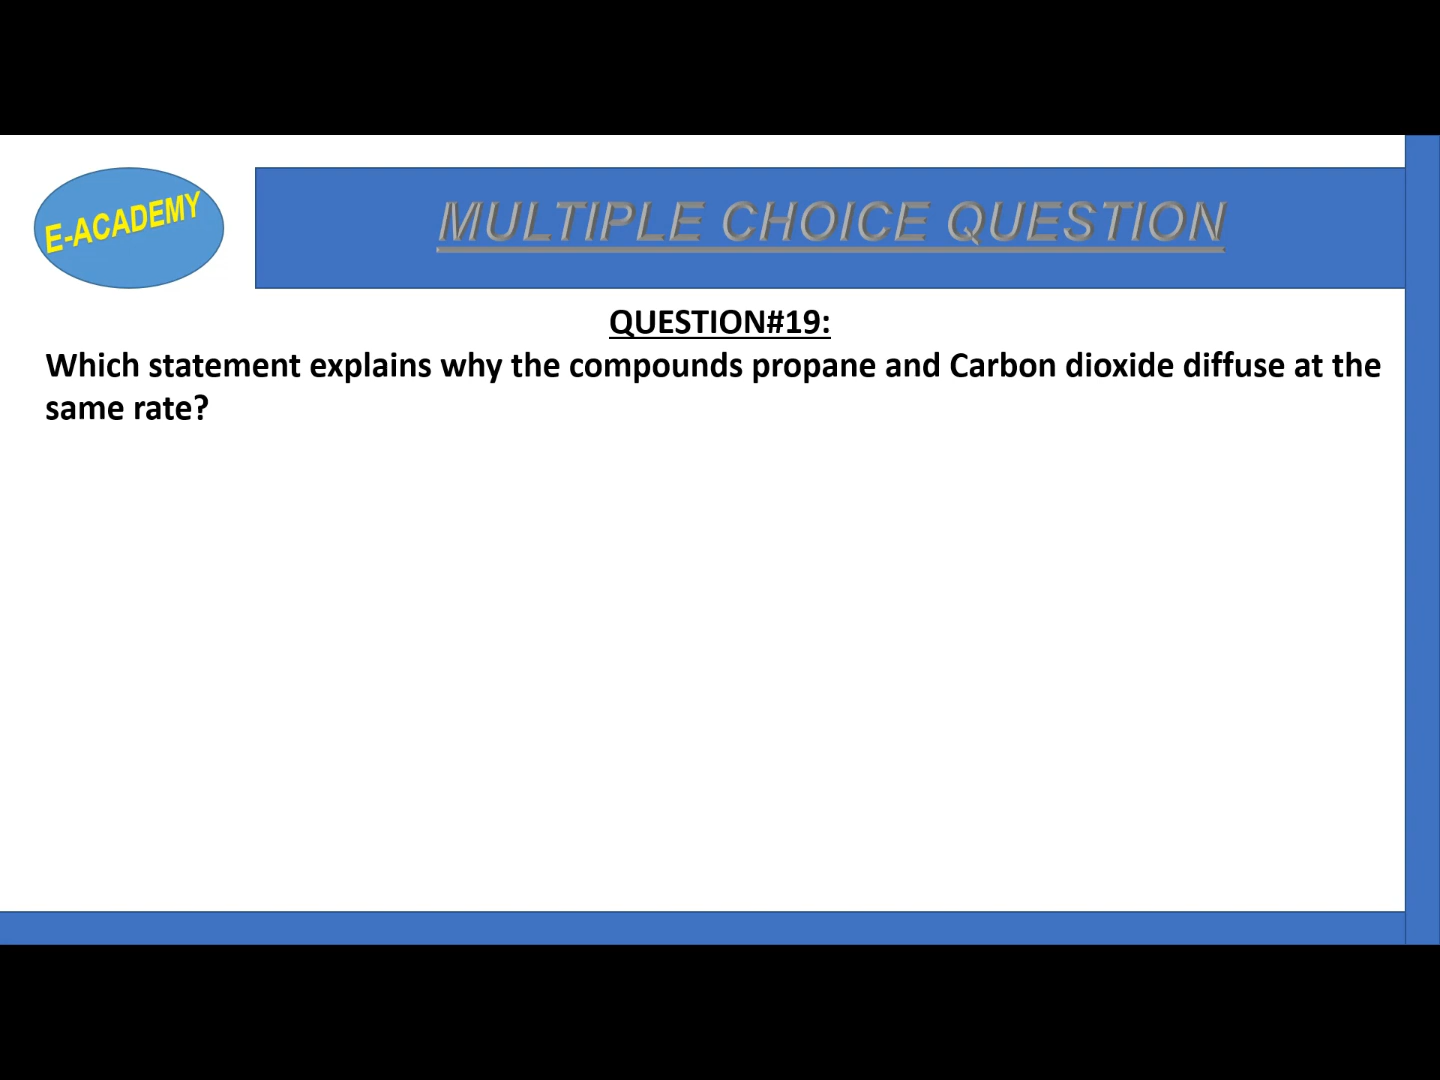 E-ACADEMY
MULTIPLE CHOICE QUESTION
QUESTION#19:
Which statement explains why the compounds propane and Carbon dioxide diffuse at the
same rate?